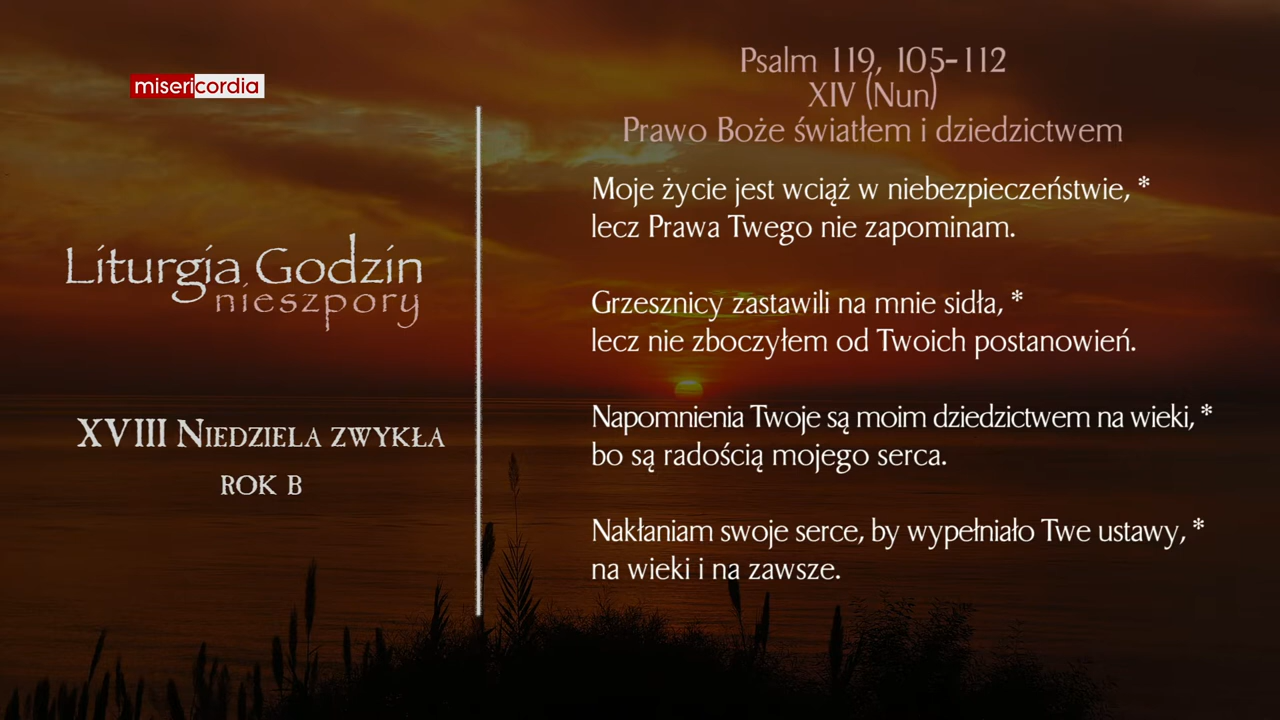 misericordia
Liturgia Godzin
nieszpory
XVIII Niedziela zwykła
rok B
Psalm 119, 105-112
XIV (Nun)
Prawo Boże światłem i dziedzictwem
Moje życie jest wciąż w niebezpieczeństwie, *
lecz Prawa Twego nie zapominam.
Grzesznicy zastawili na mnie sidła, *
lecz nie zboczyłem od Twoich postanowień.
Napomnienia Twoje są moim dziedzictwem na wieki, *
bo są radością mojego serca.
Nakłaniam swoje serce, by wypełniało Twe ustawy, *
na wieki i na zawsze.